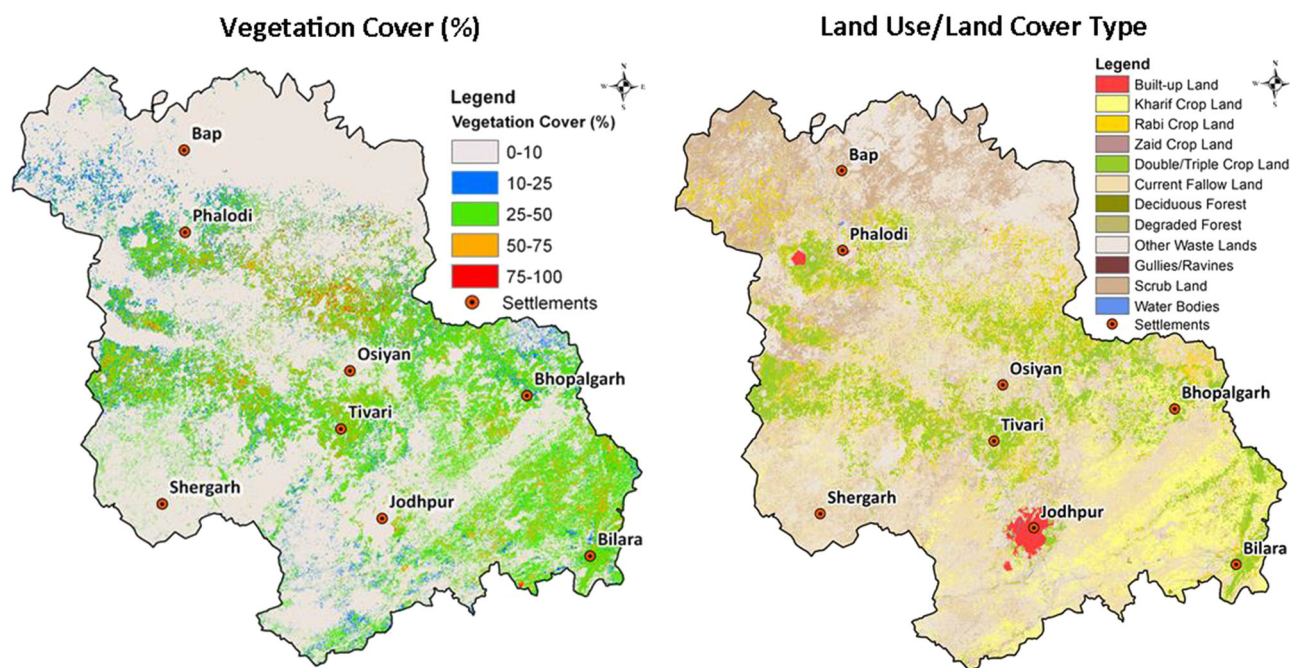 Vegetation Cover (%)
Land Use/Land Cover Type
N
W E
S
Legend
Vegetation Cover (%)
0-10
10-25
25-50
50-75
75-100
Settlements
Bap
Phalodi
Osiyan
Bhopalgarh
Tivari
Shergarh
Jodhpur
Bilara
Legend
Built-up Land
Kharif Crop Land
Rabi Crop Land
Zaid Crop Land
Double/Triple Crop Land
Current Fallow Land
Deciduous Forest
Degraded Forest
Other Waste Lands
Gullies/Ravines
Scrub Land
Water Bodies
Settlements
N
W E
S
Bap
Phalodi
Osiyan
Bhopalgarh
Tivari
Shergarh
Jodhpur
Bilara